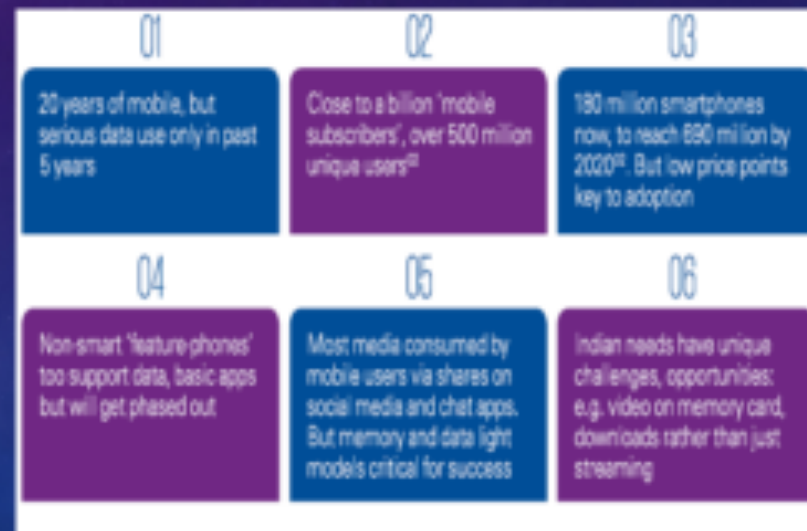 01
20 years of mobile, but
serious data use only in past
5 years
02
Close to a billion 'mobile
subscribers', over 500 million
unique users
03
180 million smartphones
now, to reach 690 million by
2020. But low price points
key to adoption
04
Non-smart 'feature phones'
too support data, basic apps
but will get phased out
05
Most media consumed by
mobile users via shares on
social media and chat apps.
But memory and data light
models critical for success
06
Indian needs have unique
challenges, opportunities:
e.g. video on memory card,
downloads rather than just
streaming